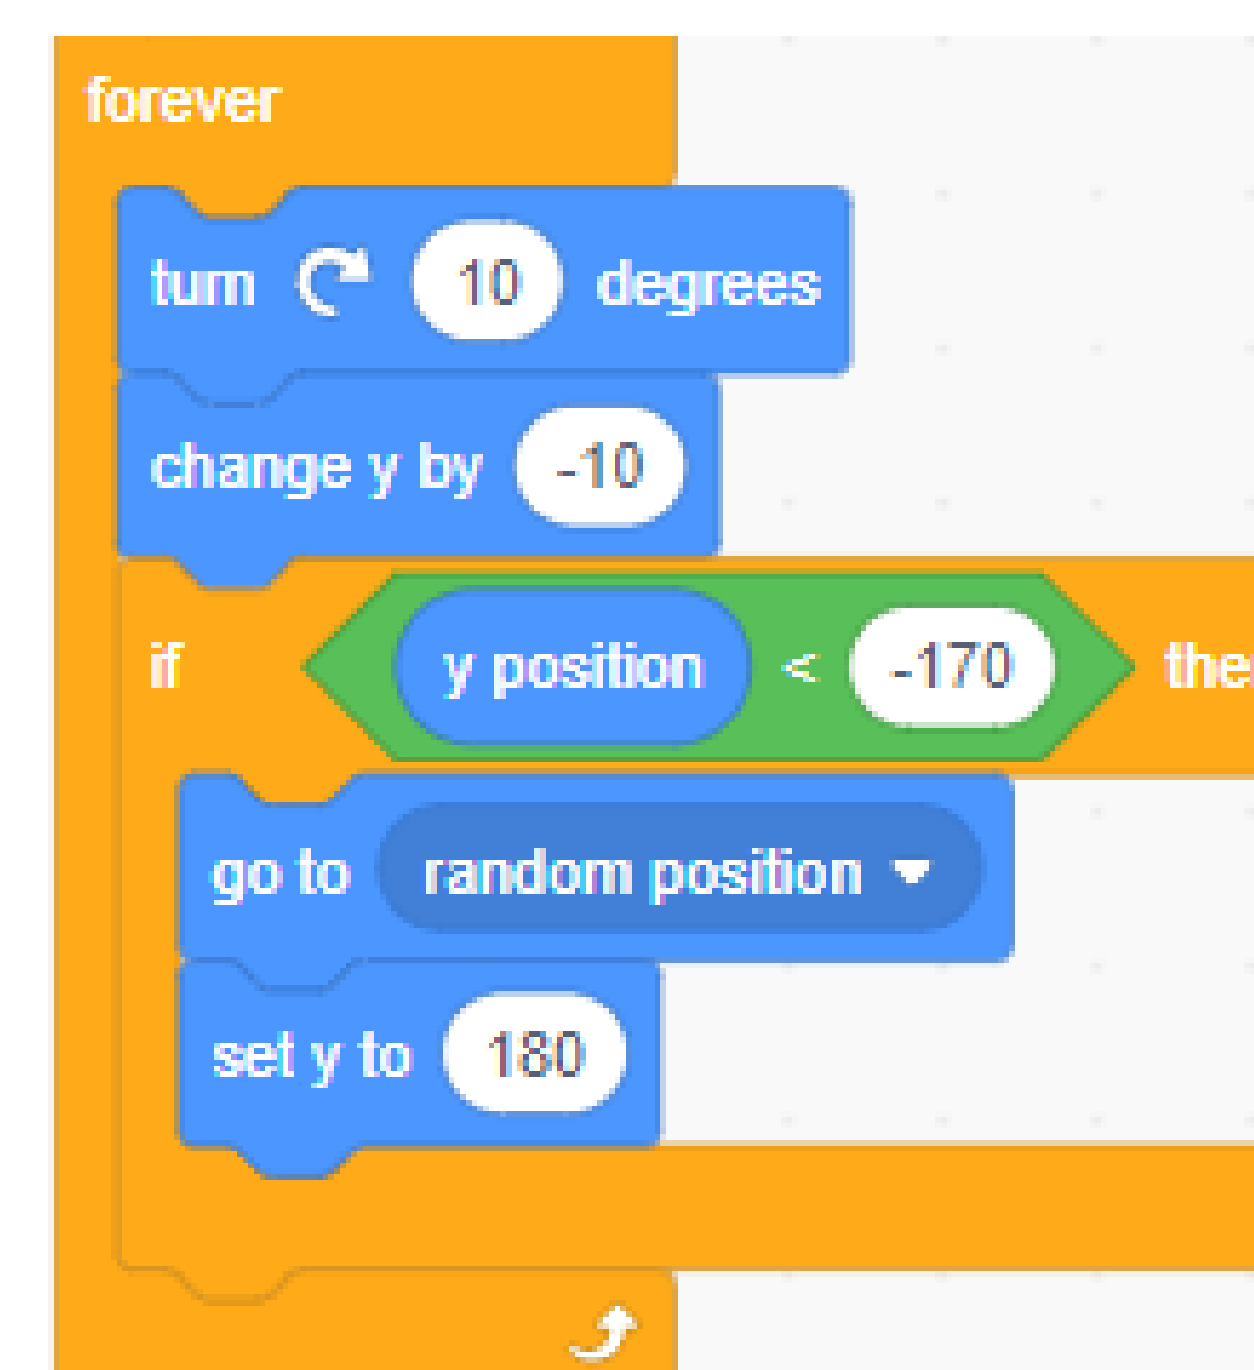 forever
turn 10 degrees
change y by -10
if y position < -170
go to random position
set y to 180